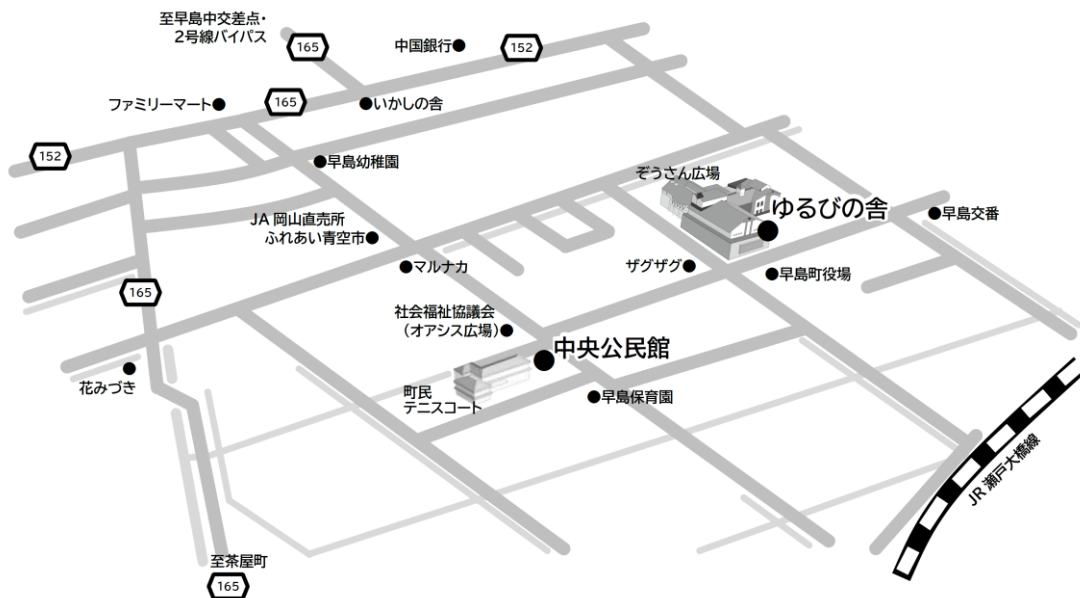 至早島中交差点・
2号線バイパス
165
中国銀行
152
ファミリーマート
165
いかしの舎
152
早島幼稚園
ぞうさん広場
ゆるびの舎
JA 岡山直売所
ふれあい青空市
早島交番
マルナカ
ザグザグ
早島町役場
165
社会福祉協議会
(オアシス広場)
中央公民館
花みづき
町民
テニスコート
早島保育園
JR 瀬戸大橋線
至茶屋町
165